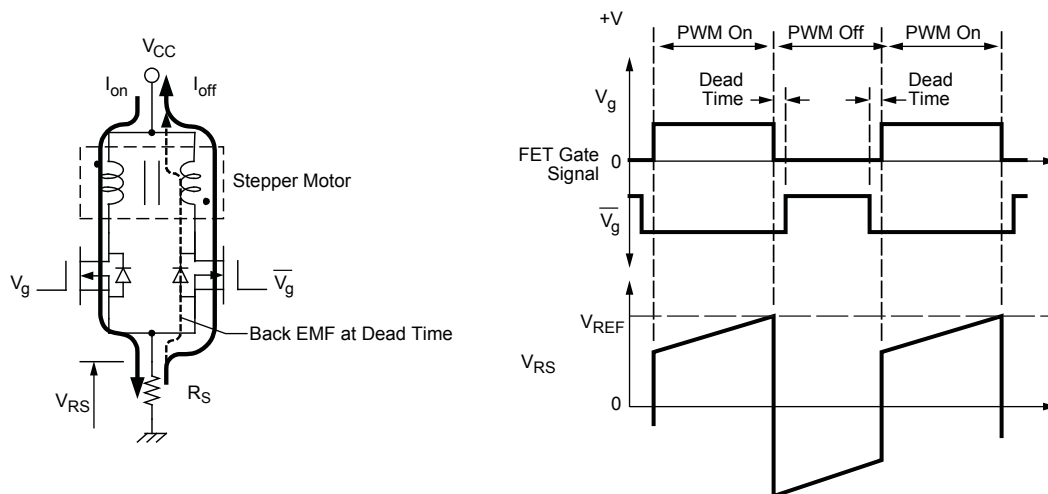 V_CC
I_on
I_off
Stepper Motor
V_g
V̅_g
Back EMF at Dead Time
V_RS
R_S
+V
PWM On
PWM Off
PWM On
Dead
Time
Dead
Time
V_g
0
FET Gate
Signal
V̅_g
V_REF
V_RS
0